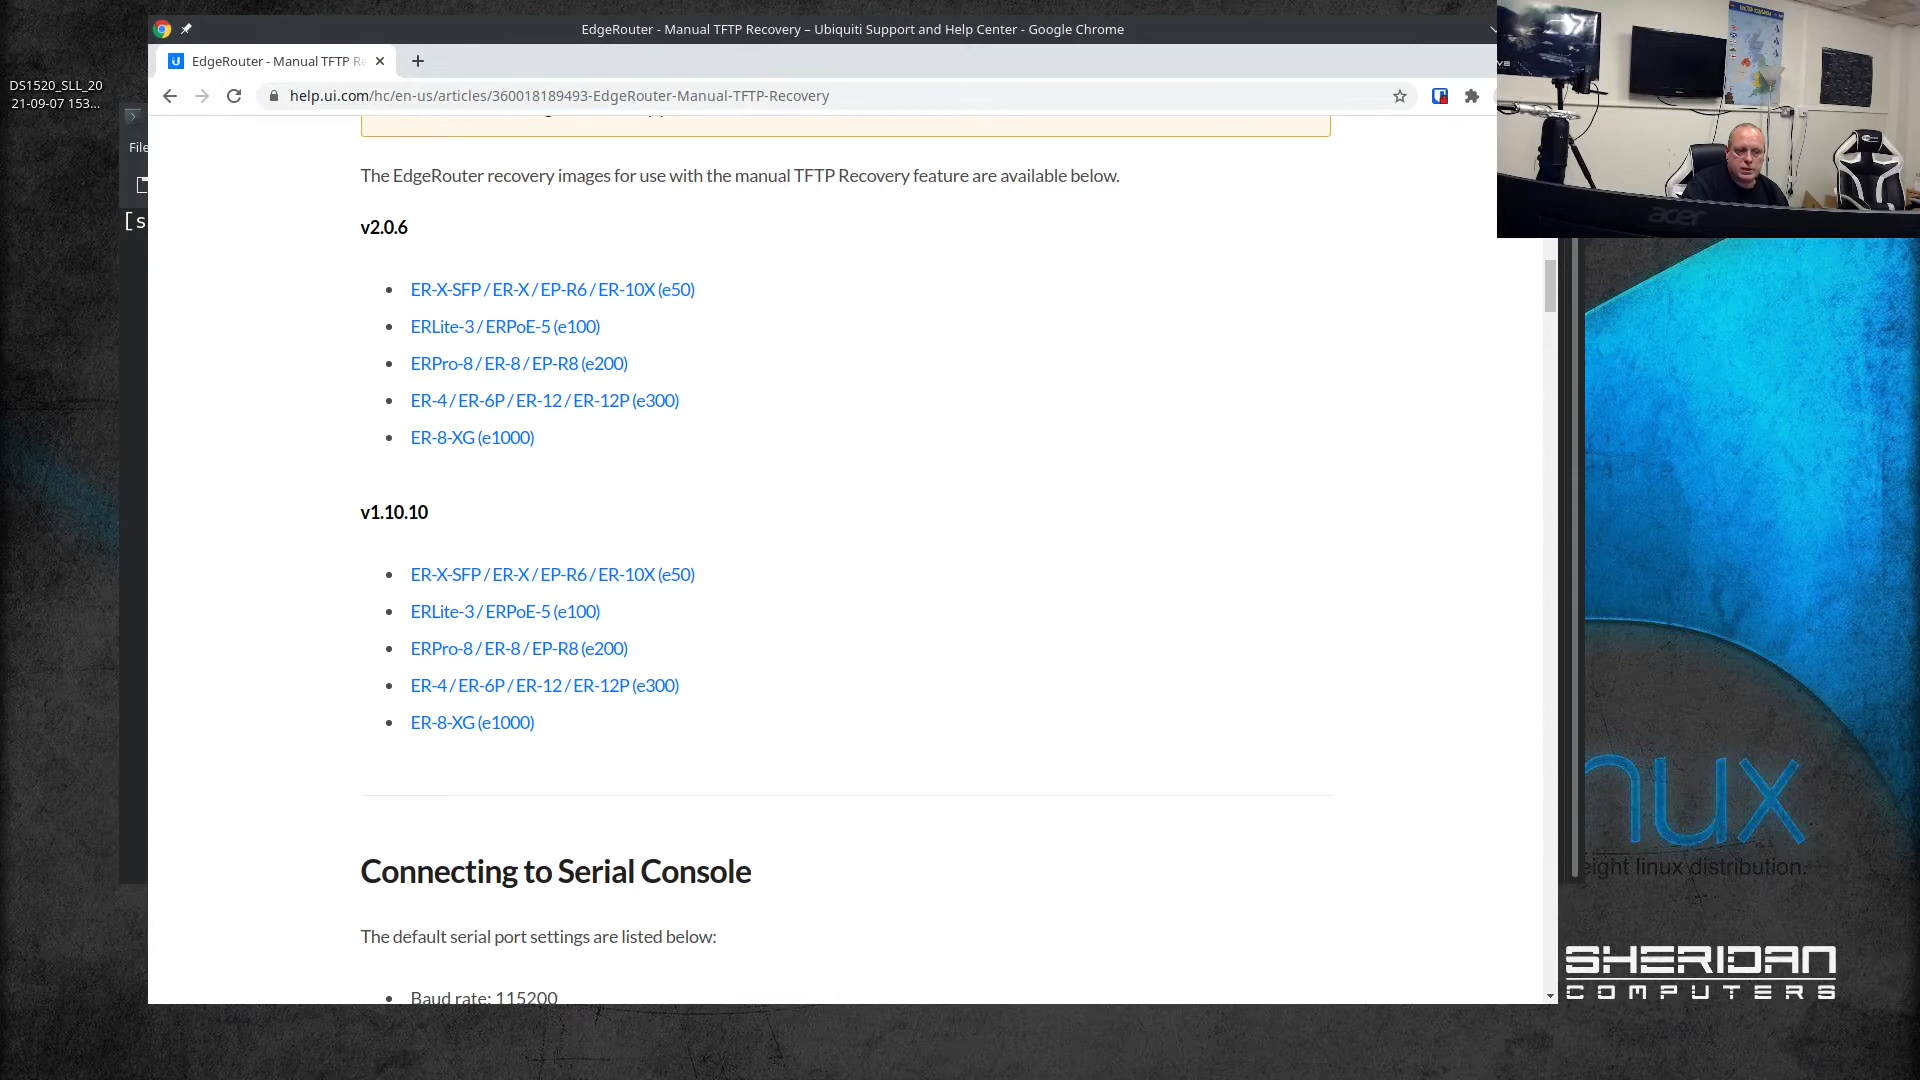 EdgeRouter - Manual TFTP Recovery – Ubiquiti Support and Help Center - Google Chrome
EdgeRouter - Manual TFTP Re
help.ui.com/hc/en-us/articles/360018189493-EdgeRouter-Manual-TFTP-Recovery
DS1520_SLL_20
21-09-07 153...
File
[s
The EdgeRouter recovery images for use with the manual TFTP Recovery feature are available below.
v2.0.6
ER-X-SFP / ER-X / EP-R6 / ER-10X (e50)
ERLite-3 / ERPoE-5 (e100)
ERPro-8 / ER-8 / EP-R8 (e200)
ER-4 / ER-6P / ER-12 / ER-12P (e300)
ER-8-XG (e1000)
v1.10.10
ER-X-SFP / ER-X / EP-R6 / ER-10X (e50)
ERLite-3 / ERPoE-5 (e100)
ERPro-8 / ER-8 / EP-R8 (e200)
ER-4 / ER-6P / ER-12 / ER-12P (e300)
ER-8-XG (e1000)
Connecting to Serial Console
The default serial port settings are listed below:
Baud rate: 115200
acer
nux
eight linux distribution.
SHERIDAN
COMPUTERS